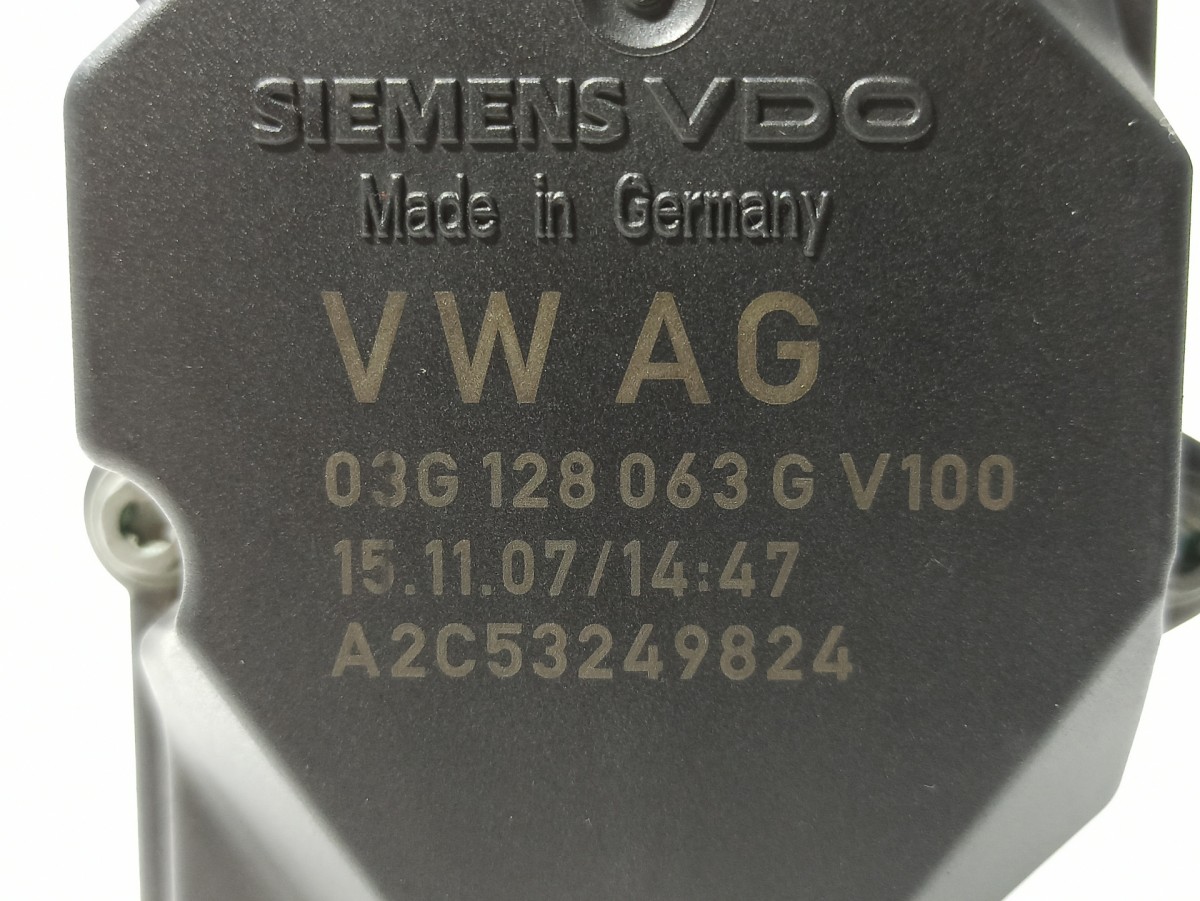 SIEMENS VDO
Made in Germany
VW AG
03G 128 063 G V100
15.11.07/14:47
A2C53249824